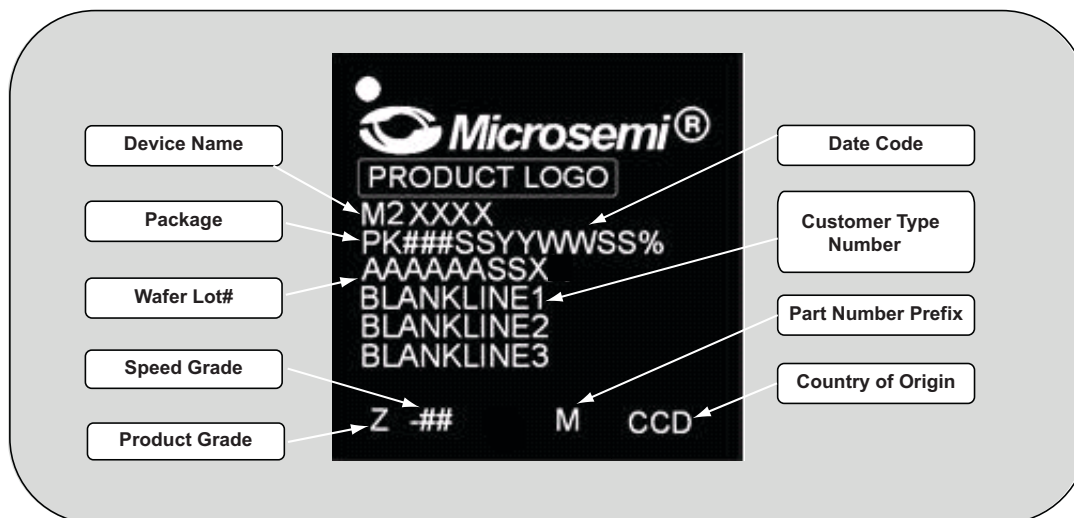 Microsemi®
PRODUCT LOGO
M2XXXX
PK###SSYYWWSS%
AAAAAASSX
BLANKLINE1
BLANKLINE2
BLANKLINE3
Z -## M CCD
Device Name
Package
Wafer Lot#
Speed Grade
Product Grade
Date Code
Customer Type
Number
Part Number Prefix
Country of Origin